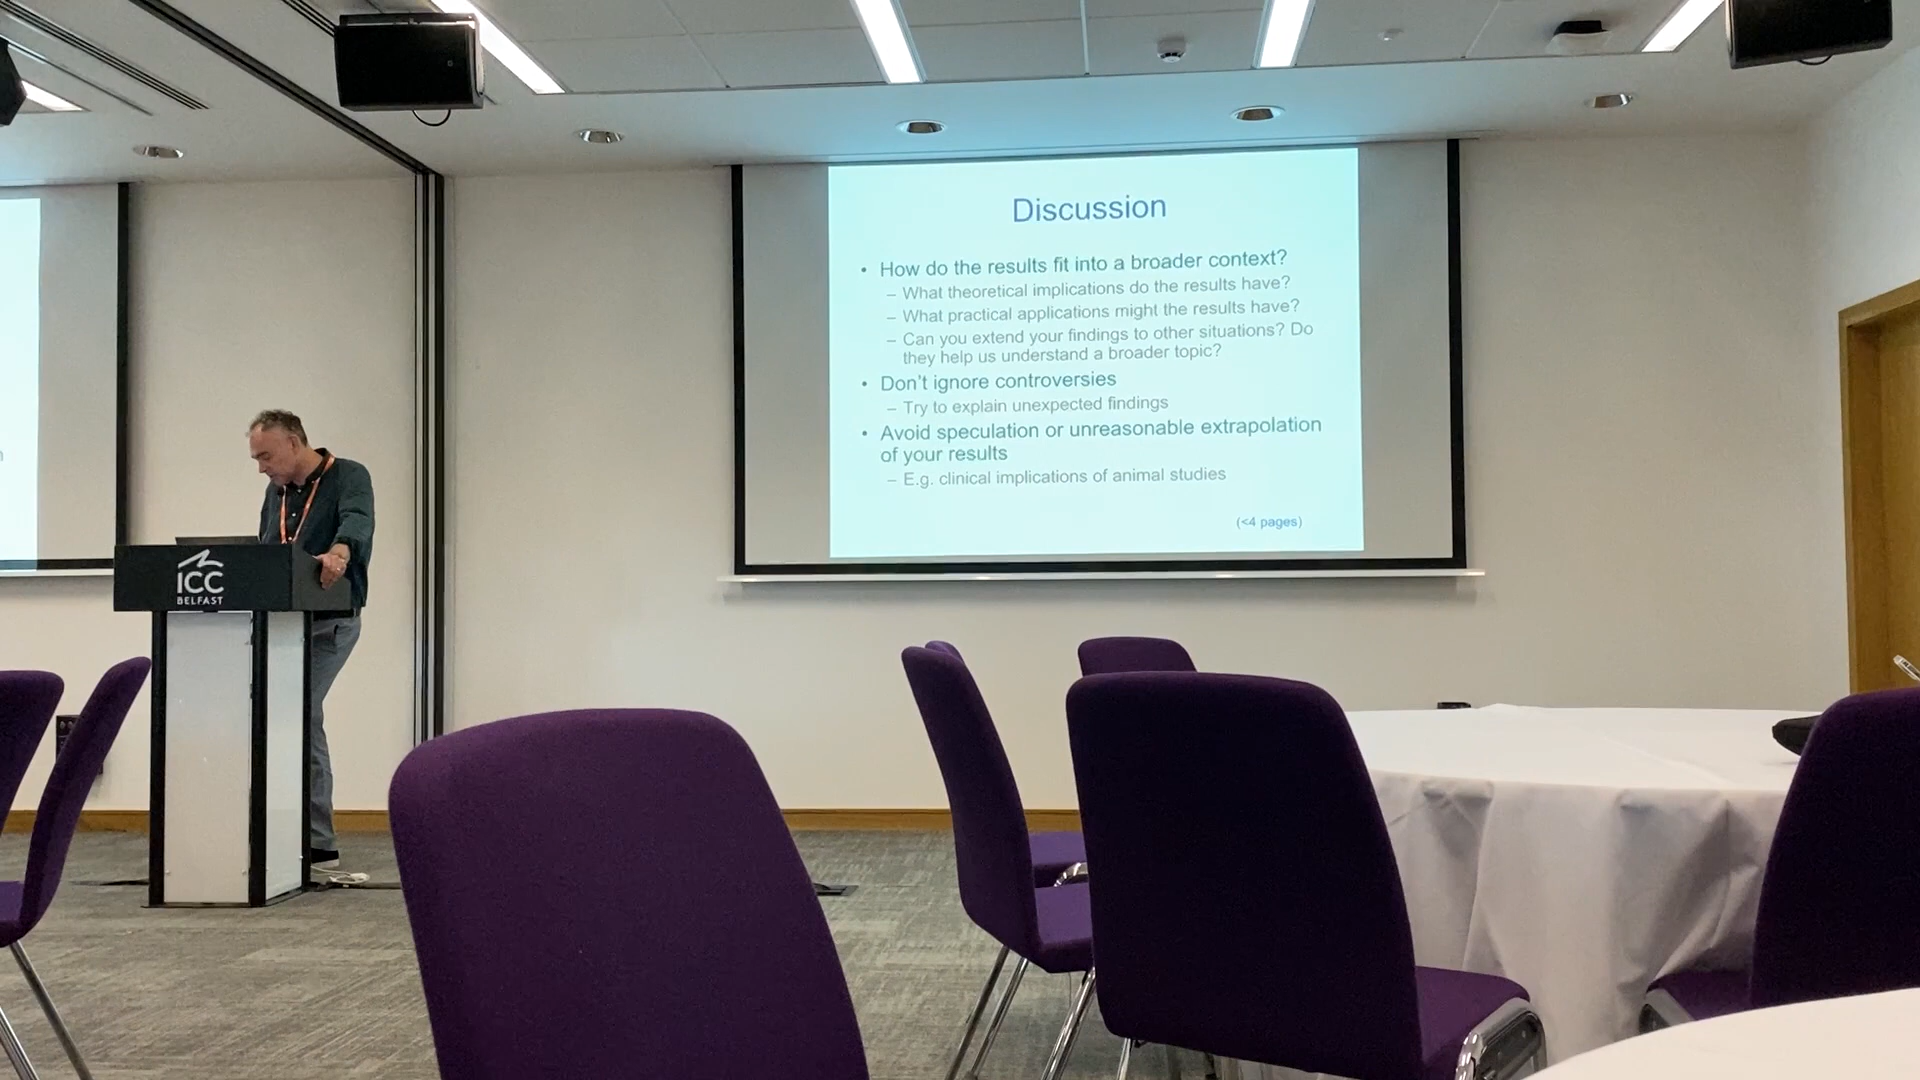 Discussion
• How do the results fit into a broader context?
– What theoretical implications do the results have?
– What practical applications might the results have?
– Can you extend your findings to other situations? Do
they help us understand a broader topic?
• Don't ignore controversies
– Try to explain unexpected findings
• Avoid speculation or unreasonable extrapolation
of your results
– E.g. clinical implications of animal studies
(<4 pages)
ICC
BELFAST